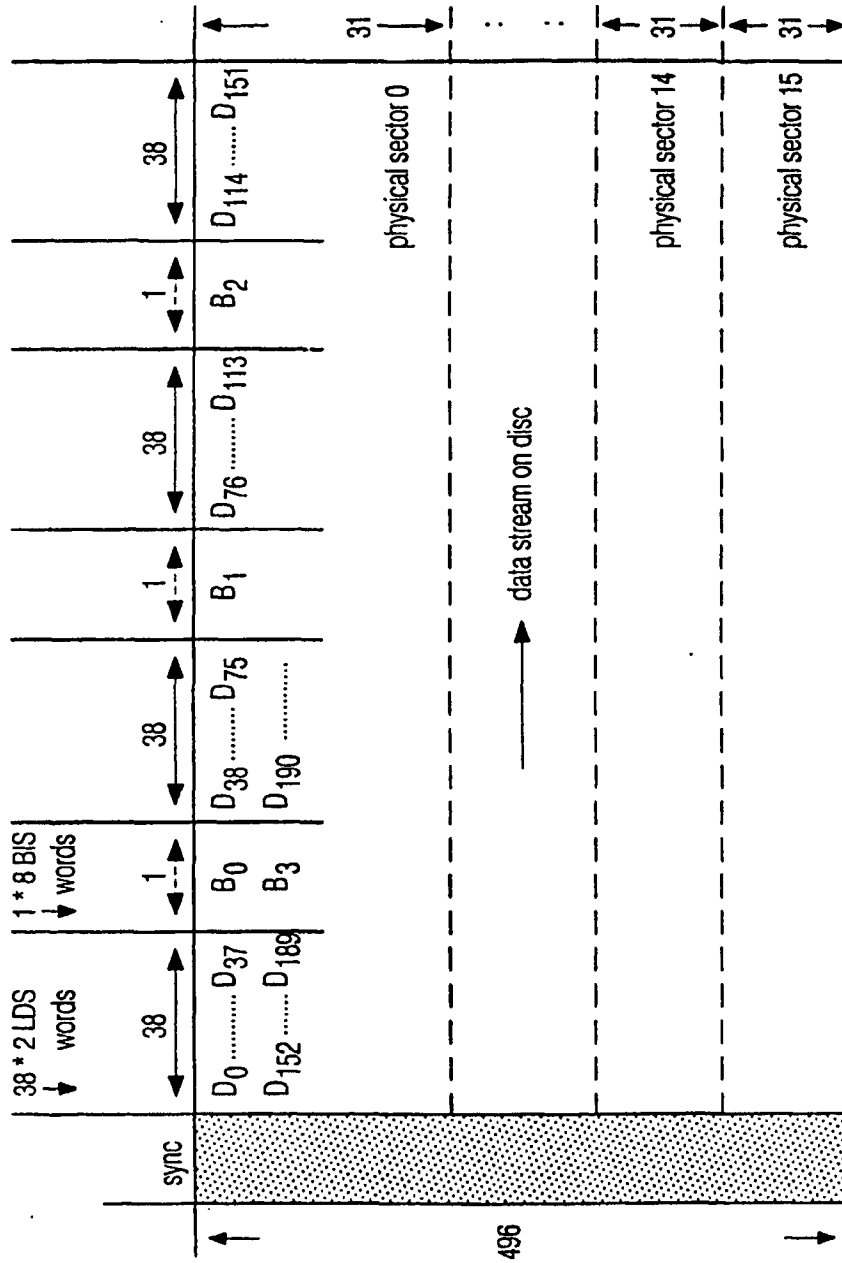 38 * 2 LDS 1 * 8 BIS
words words
sync 38 1 38 1 38 1 38
D0 ........... D37 B0 D38 ......... D75 B1 D76 ......... D113 B2 D114 ....... D151
D152 ...... D189 B3 D190 .............
physical sector 0 31
496 data stream on disc : :
physical sector 14 31
physical sector 15 31